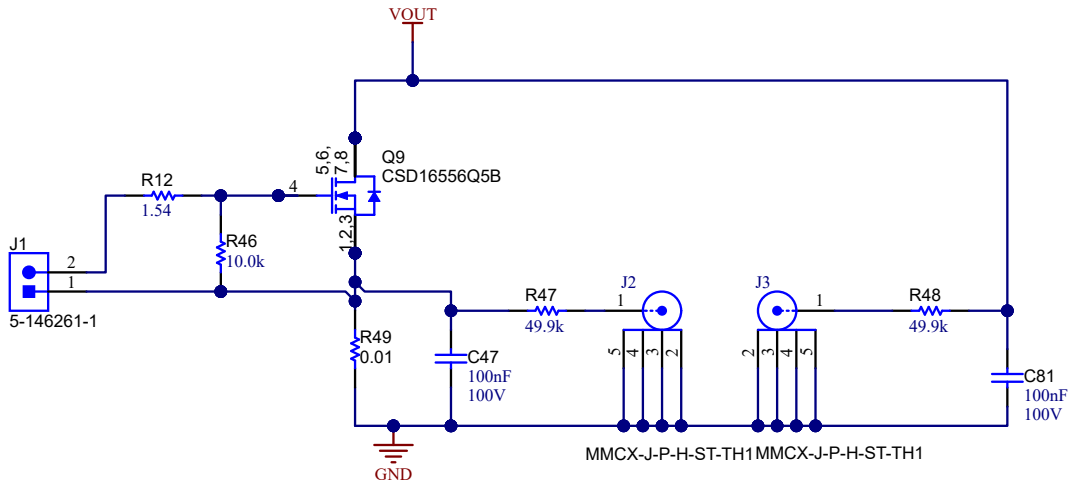 VOUT
5,6,
7,8
Q9
CSD16556Q5B
R12
1.54
4
1,2,3
J1
2
1
5-146261-1
R46
10.0k
R47
49.9k
J2
1
J3
1
R48
49.9k
R49
0.01
C47
100nF
100V
5
4
3
2
2
3
4
5
C81
100nF
100V
GND
MMCX-J-P-H-ST-TH1
MMCX-J-P-H-ST-TH1